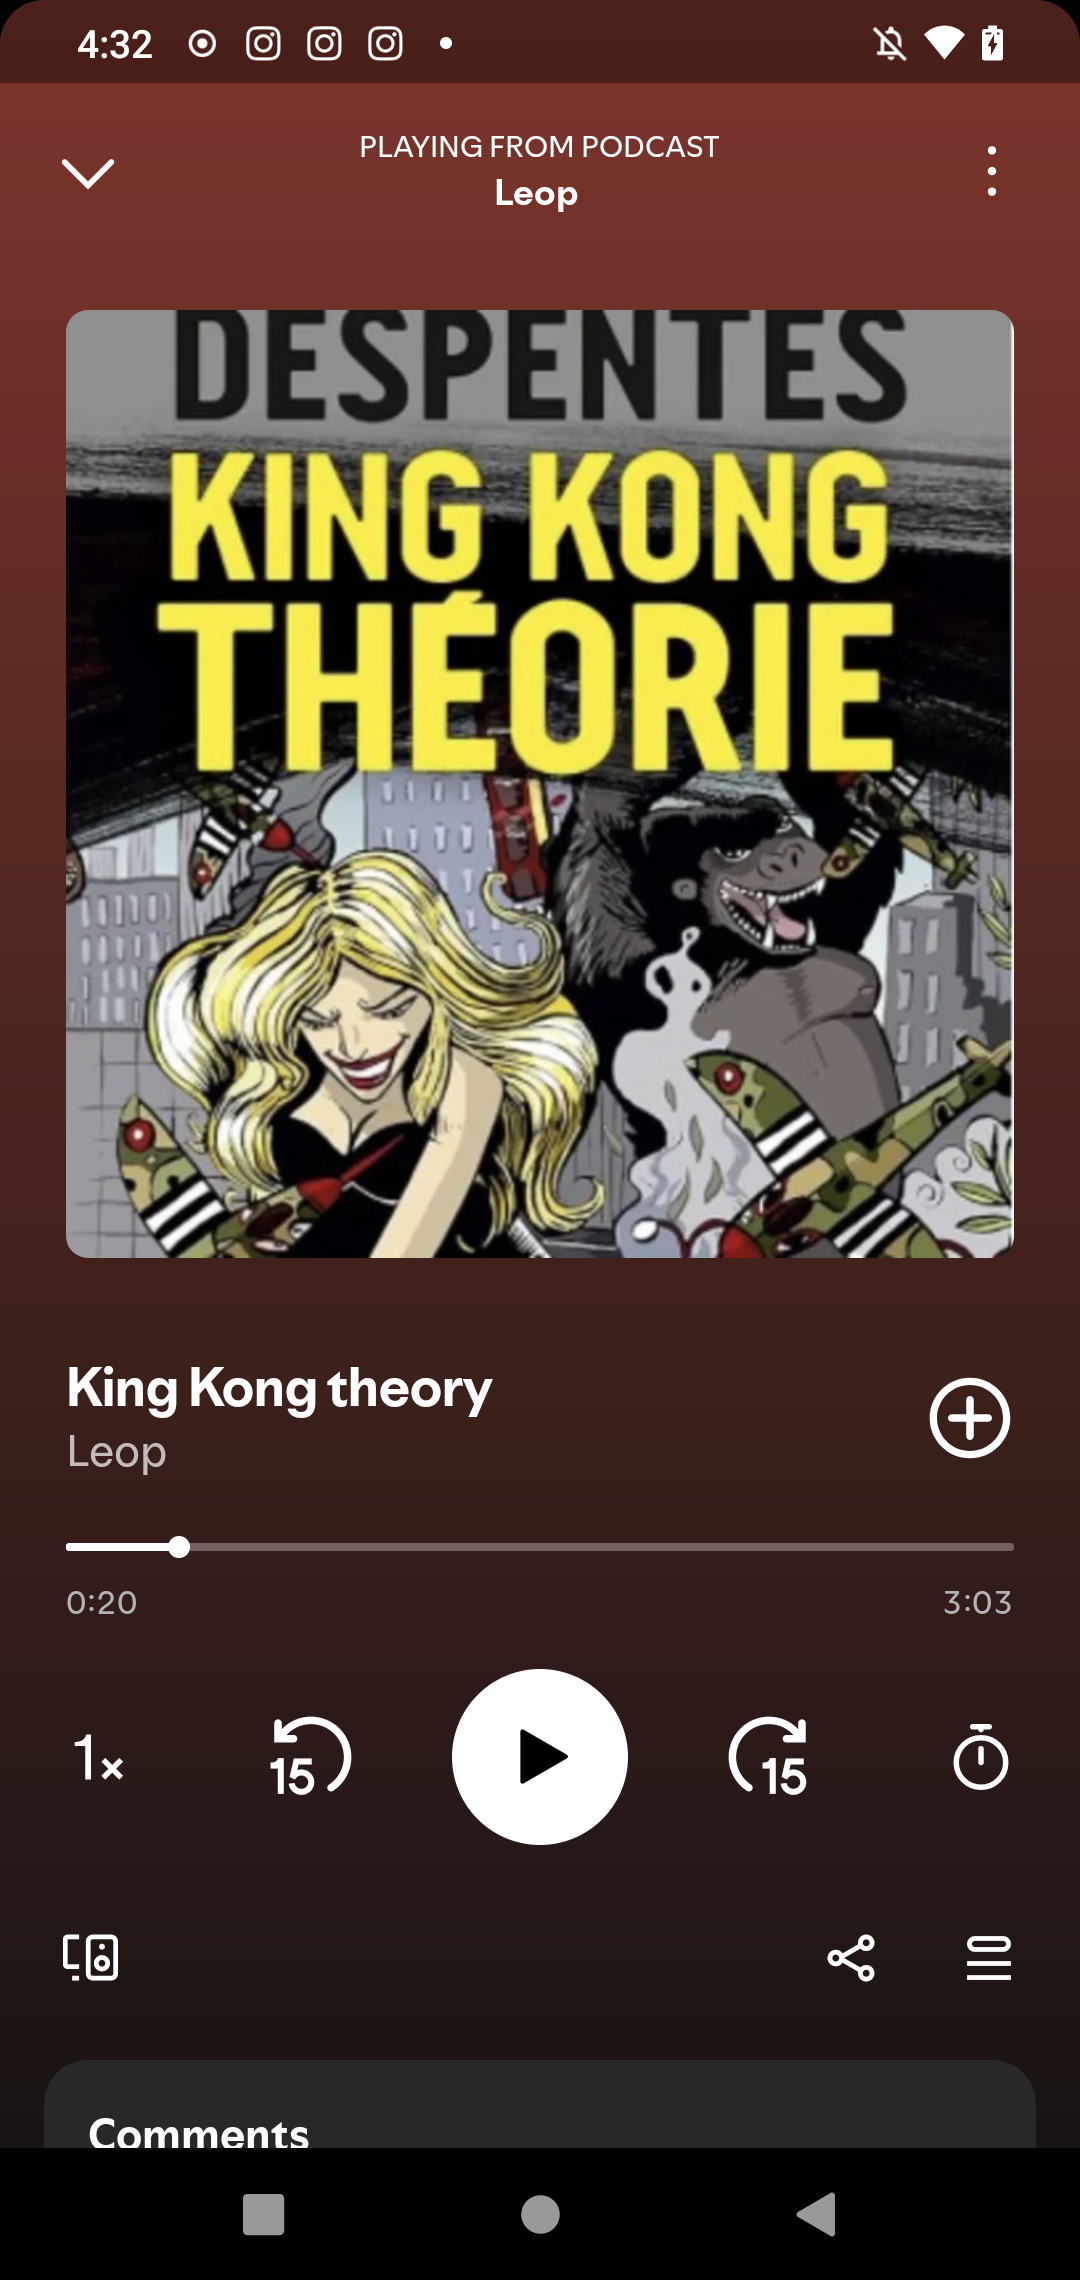 4:32
PLAYING FROM PODCAST
Leop
DESPENTES
KING KONG
THÉORIE
King Kong theory
Leop
0:20
3:03
1×
15
15
Comments